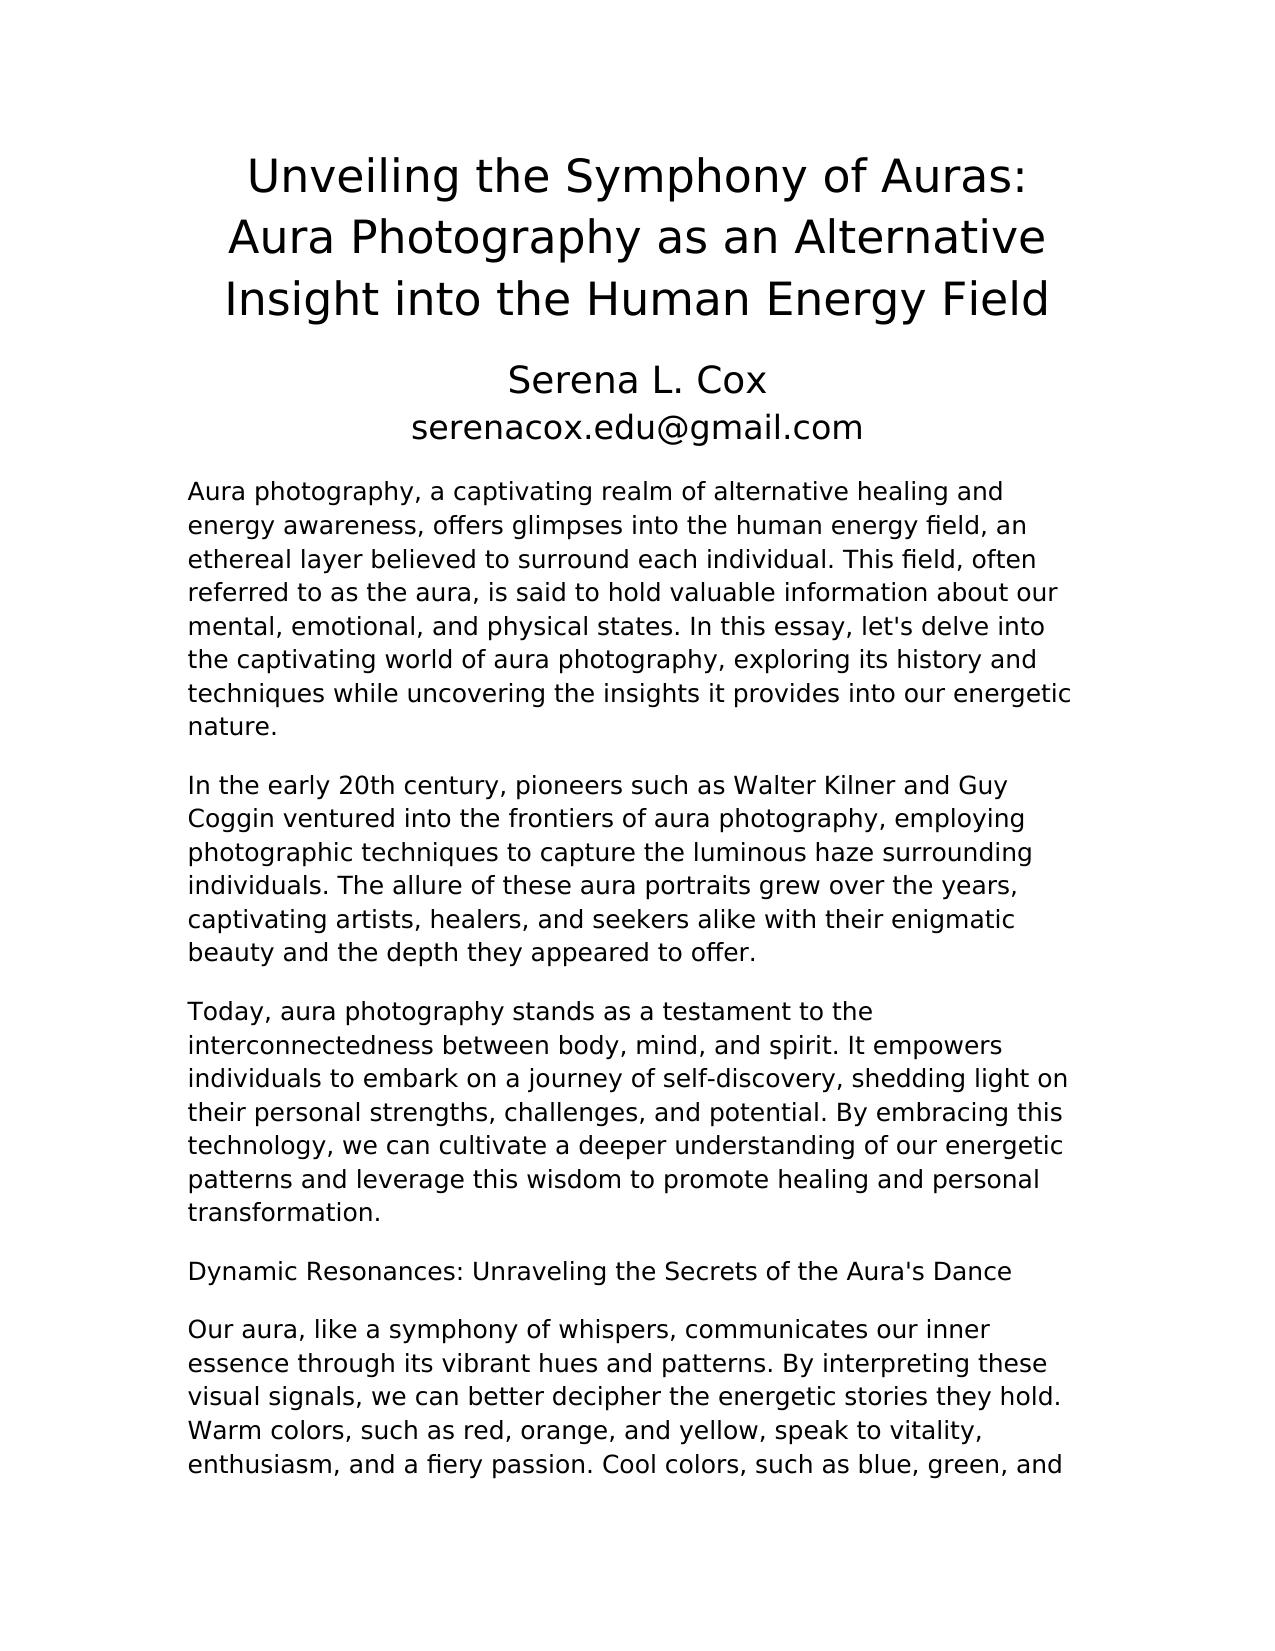 Unveiling the Symphony of Auras:
Aura Photography as an Alternative
Insight into the Human Energy Field
Serena L. Cox
serenacox.edu@gmail.com
Aura photography, a captivating realm of alternative healing and
energy awareness, offers glimpses into the human energy field, an
ethereal layer believed to surround each individual. This field, often
referred to as the aura, is said to hold valuable information about our
mental, emotional, and physical states. In this essay, let's delve into
the captivating world of aura photography, exploring its history and
techniques while uncovering the insights it provides into our energetic
nature.
In the early 20th century, pioneers such as Walter Kilner and Guy
Coggin ventured into the frontiers of aura photography, employing
photographic techniques to capture the luminous haze surrounding
individuals. The allure of these aura portraits grew over the years,
captivating artists, healers, and seekers alike with their enigmatic
beauty and the depth they appeared to offer.
Today, aura photography stands as a testament to the
interconnectedness between body, mind, and spirit. It empowers
individuals to embark on a journey of self-discovery, shedding light on
their personal strengths, challenges, and potential. By embracing this
technology, we can cultivate a deeper understanding of our energetic
patterns and leverage this wisdom to promote healing and personal
transformation.
Dynamic Resonances: Unraveling the Secrets of the Aura's Dance
Our aura, like a symphony of whispers, communicates our inner
essence through its vibrant hues and patterns. By interpreting these
visual signals, we can better decipher the energetic stories they hold.
Warm colors, such as red, orange, and yellow, speak to vitality,
enthusiasm, and a fiery passion. Cool colors, such as blue, green, and